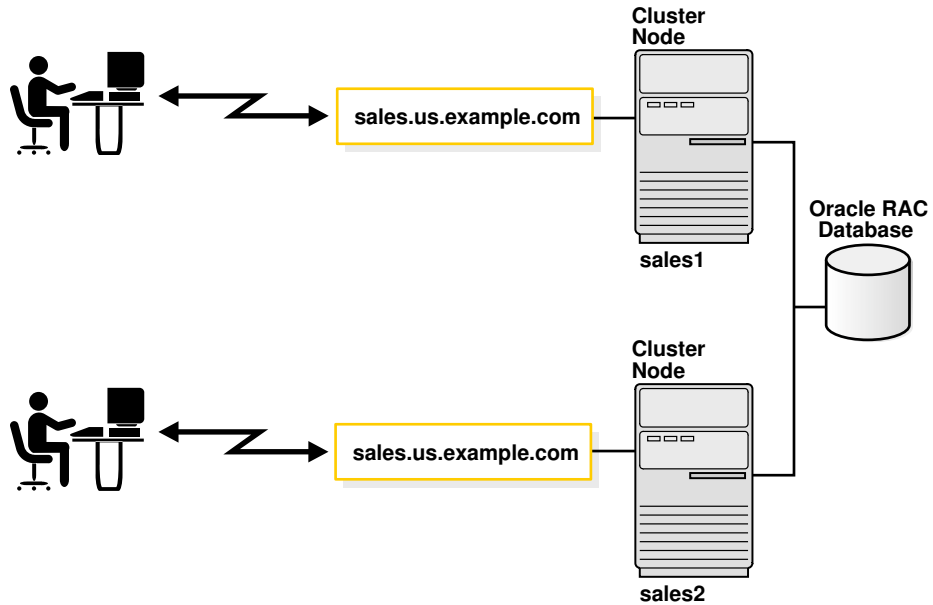 Cluster
Node
sales.us.example.com
sales1
Oracle RAC
Database
Cluster
Node
sales.us.example.com
sales2